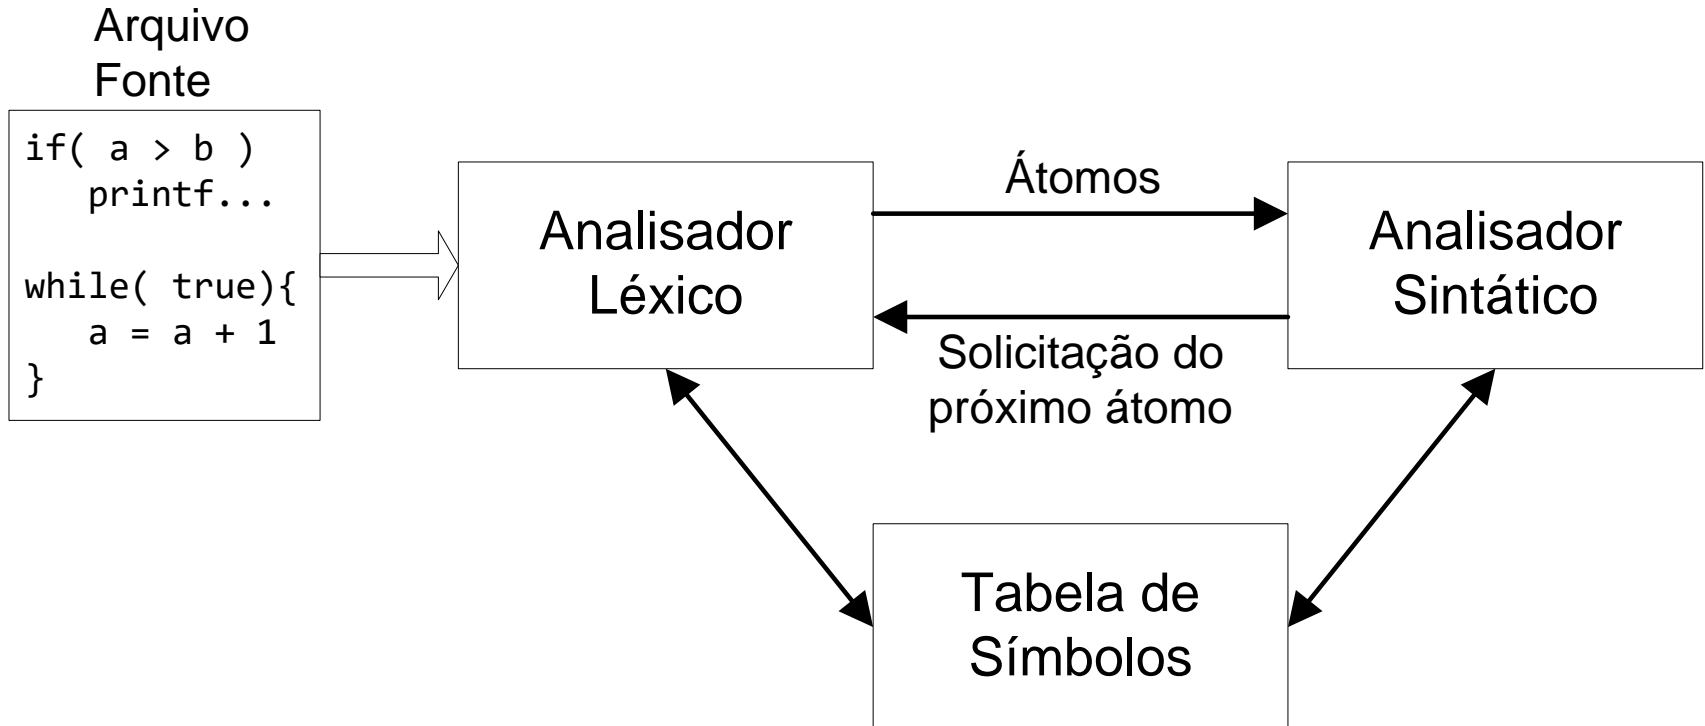 Arquivo
Fonte
if( a > b )
   printf...
while( true){
   a = a + 1
}
Analisador
Léxico
Átomos
Solicitação do
próximo átomo
Analisador
Sintático
Tabela de
Símbolos